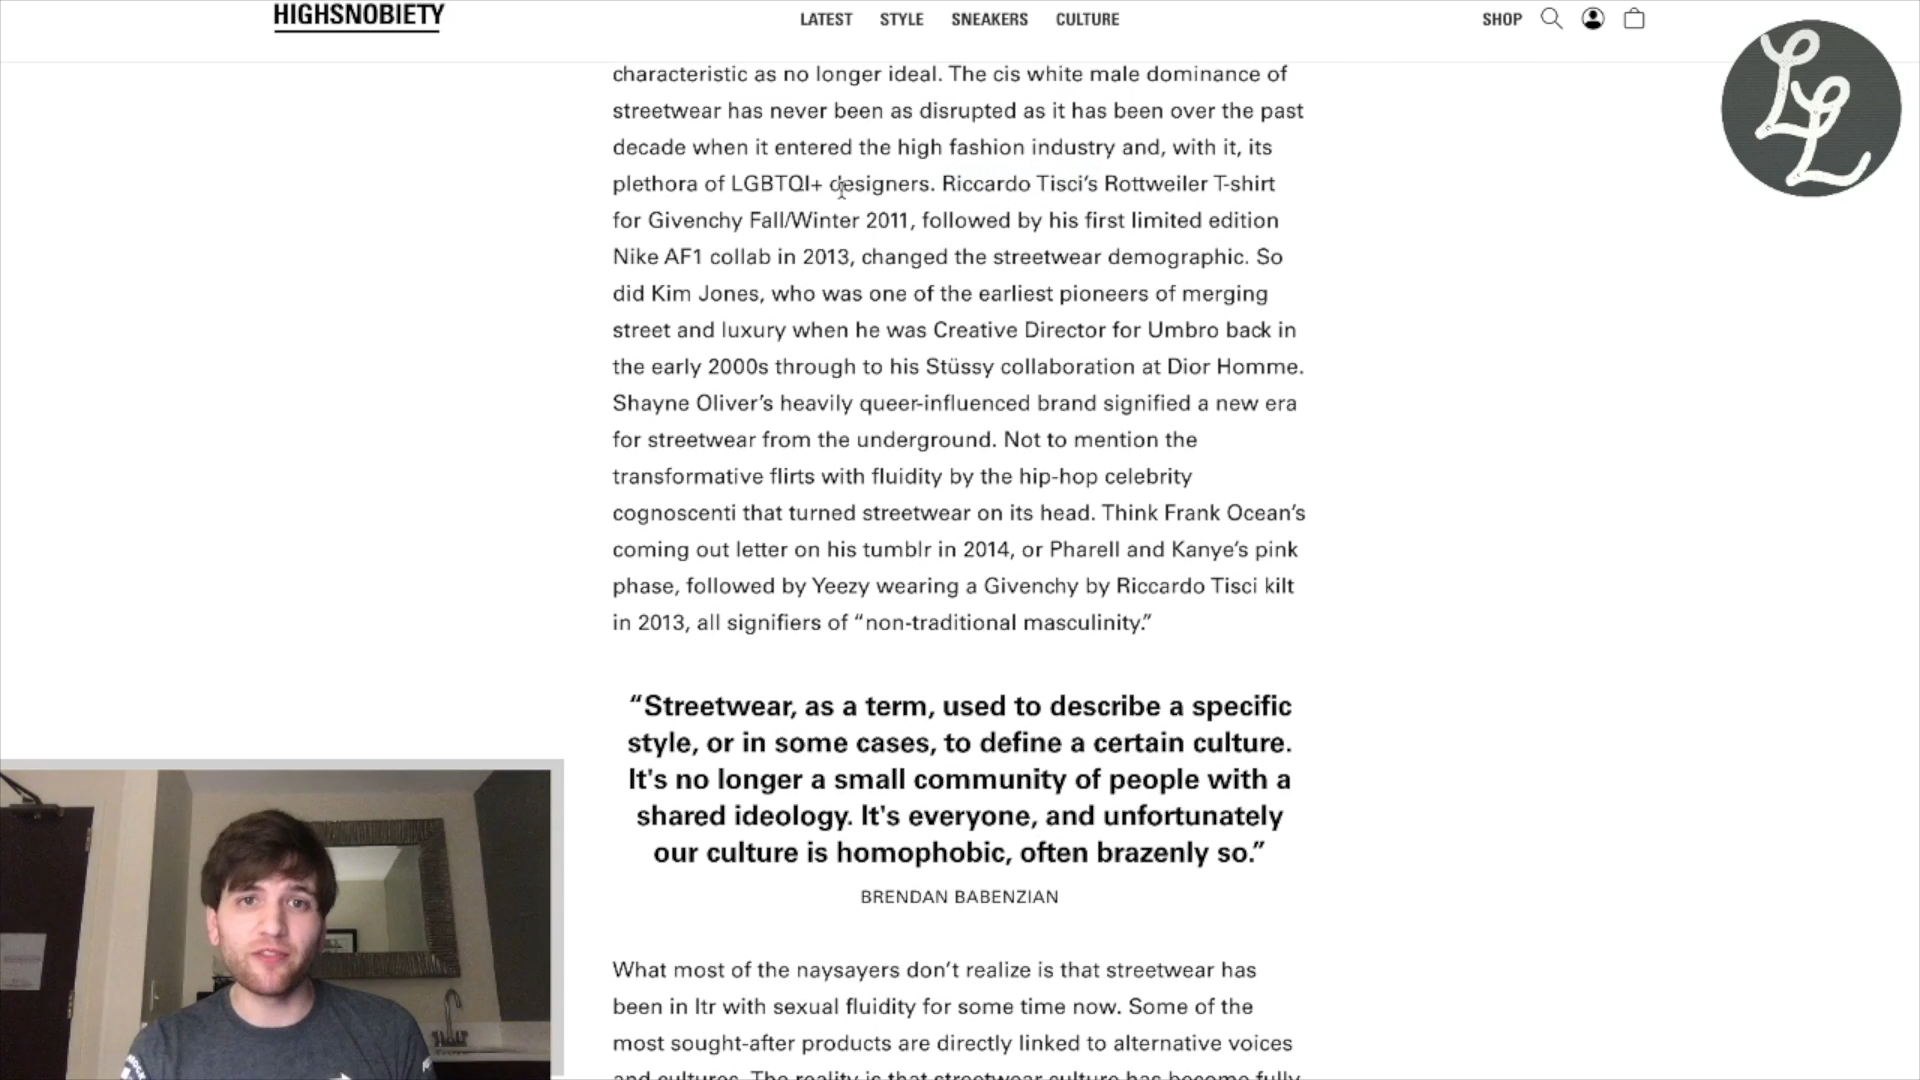 HIGHSNOBIETY
LATEST STYLE SNEAKERS CULTURE
SHOP
LL
characteristic as no longer ideal. The cis white male dominance of
streetwear has never been as disrupted as it has been over the past
decade when it entered the high fashion industry and, with it, its
plethora of LGBTQI+ designers. Riccardo Tisci’s Rottweiler T-shirt
for Givenchy Fall/Winter 2011, followed by his first limited edition
Nike AF1 collab in 2013, changed the streetwear demographic. So
did Kim Jones, who was one of the earliest pioneers of merging
street and luxury when he was Creative Director for Umbro back in
the early 2000s through to his Stüssy collaboration at Dior Homme.
Shayne Oliver’s heavily queer-influenced brand signified a new era
for streetwear from the underground. Not to mention the
transformative flirts with fluidity by the hip-hop celebrity
cognoscenti that turned streetwear on its head. Think Frank Ocean’s
coming out letter on his tumblr in 2014, or Pharell and Kanye’s pink
phase, followed by Yeezy wearing a Givenchy by Riccardo Tisci kilt
in 2013, all signifiers of “non-traditional masculinity.”
“Streetwear, as a term, used to describe a specific
style, or in some cases, to define a certain culture.
It's no longer a small community of people with a
shared ideology. It's everyone, and unfortunately
our culture is homophobic, often brazenly so.”
BRENDAN BABENZIAN
What most of the naysayers don’t realize is that streetwear has
been in ltr with sexual fluidity for some time now. Some of the
most sought-after products are directly linked to alternative voices
and cultures. The reality is that streetwear culture has become fully